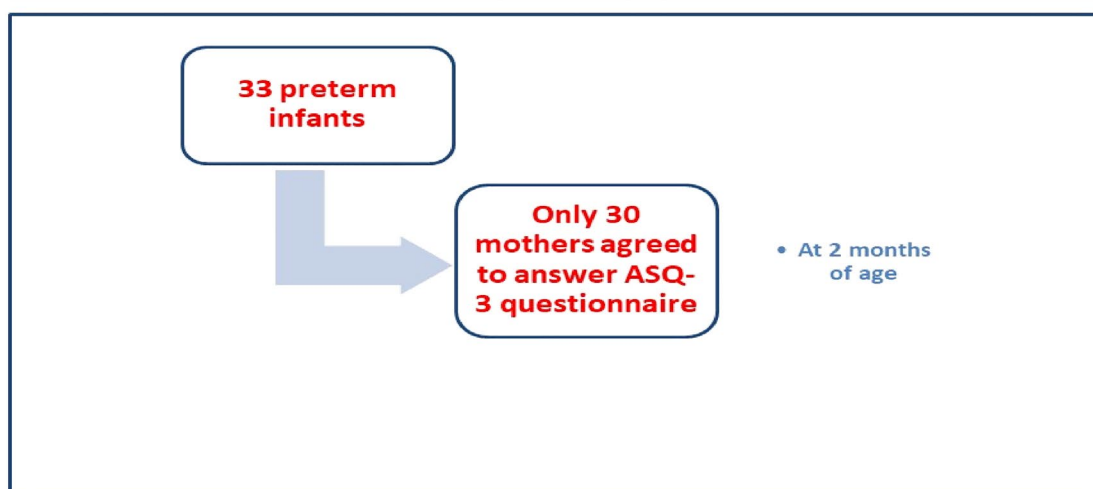 33 preterm
infants
Only 30
mothers agreed
to answer ASQ-
3 questionnaire
• At 2 months
of age